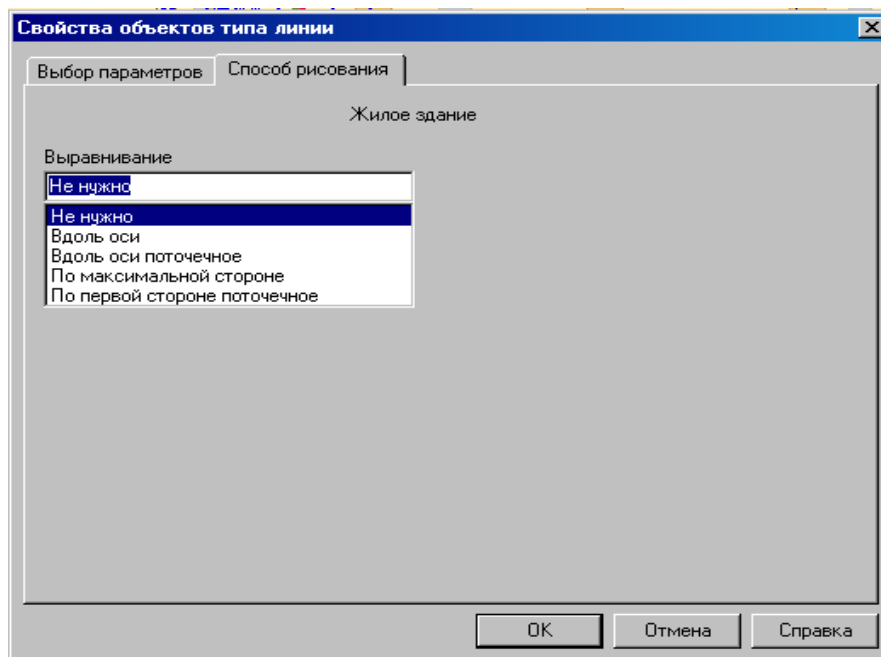 Свойства объектов типа линии
Выбор параметров Способ рисования
Жилое здание
Выравнивание
Не нужно
Не нужно
Вдоль оси
Вдоль оси поточечное
По максимальной стороне
По первой стороне поточечное
OK Отмена Справка